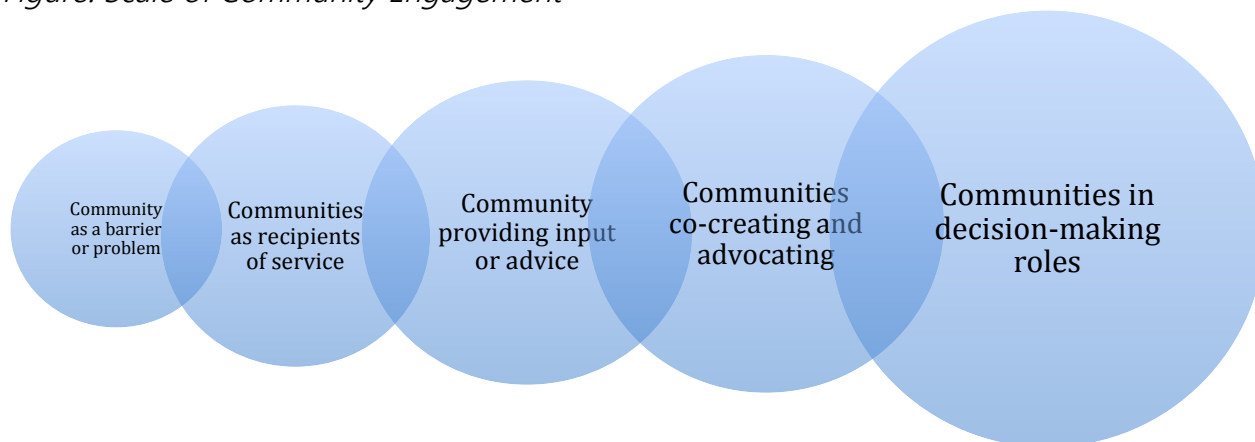 Figure: Scale of Community Engagement
Community
as a barrier
or problem
Communities
as recipients
of service
Community
providing input
or advice
Communities
co-creating and
advocating
Communities in
decision-making
roles